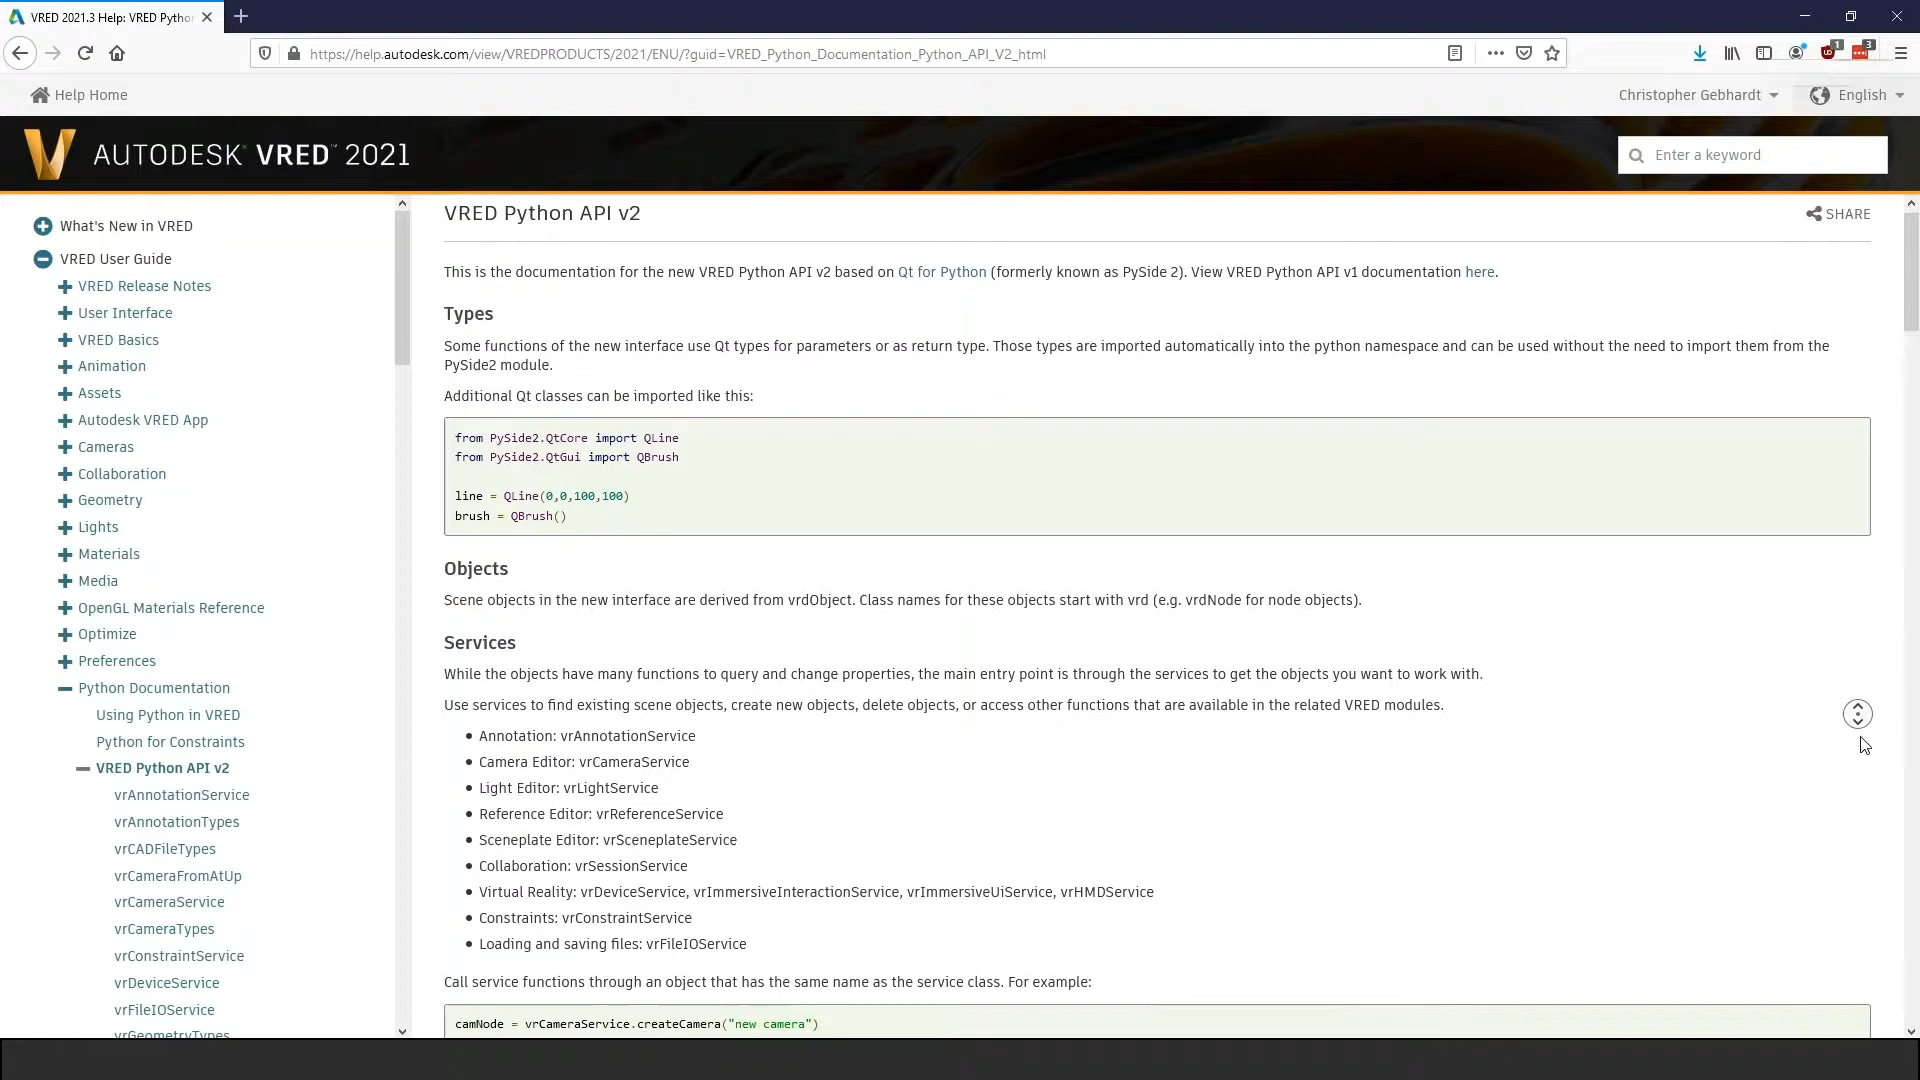 VRED 2021.3 Help: VRED Pytho
https://help.autodesk.com/view/VREDPRODUCTS/2021/ENU/?guid=VRED_Python_Documentation_Python_API_V2_html
1
3
Help Home
Christopher Gebhardt
English
AUTODESK VRED™ 2021
Enter a keyword
What's New in VRED
VRED User Guide
VRED Release Notes
User Interface
VRED Basics
Animation
Assets
Autodesk VRED App
Cameras
Collaboration
Geometry
Lights
Materials
Media
OpenGL Materials Reference
Optimize
Preferences
Python Documentation
Using Python in VRED
Python for Constraints
VRED Python API v2
vrAnnotationService
vrAnnotationTypes
vrCADFileTypes
vrCameraFromAtUp
vrCameraService
vrCameraTypes
vrConstraintService
vrDeviceService
vrFileIOService
vrGeometryTypes
VRED Python API v2
SHARE
This is the documentation for the new VRED Python API v2 based on Qt for Python (formerly known as PySide 2). View VRED Python API v1 documentation here.
Types
Some functions of the new interface use Qt types for parameters or as return type. Those types are imported automatically into the python namespace and can be used without the need to import them from the
PySide2 module.
Additional Qt classes can be imported like this:
from PySide2.QtCore import QLine
from PySide2.QtGui import QBrush
line = QLine(0,0,100,100)
brush = QBrush()
Objects
Scene objects in the new interface are derived from vrdObject. Class names for these objects start with vrd (e.g. vrdNode for node objects).
Services
While the objects have many functions to query and change properties, the main entry point is through the services to get the objects you want to work with.
Use services to find existing scene objects, create new objects, delete objects, or access other functions that are available in the related VRED modules.
• Annotation: vrAnnotationService
• Camera Editor: vrCameraService
• Light Editor: vrLightService
• Reference Editor: vrReferenceService
• Sceneplate Editor: vrSceneplateService
• Collaboration: vrSessionService
• Virtual Reality: vrDeviceService, vrImmersiveInteractionService, vrImmersiveUiService, vrHMDService
• Constraints: vrConstraintService
• Loading and saving files: vrFileIOService
Call service functions through an object that has the same name as the service class. For example:
camNode = vrCameraService.createCamera("new camera")